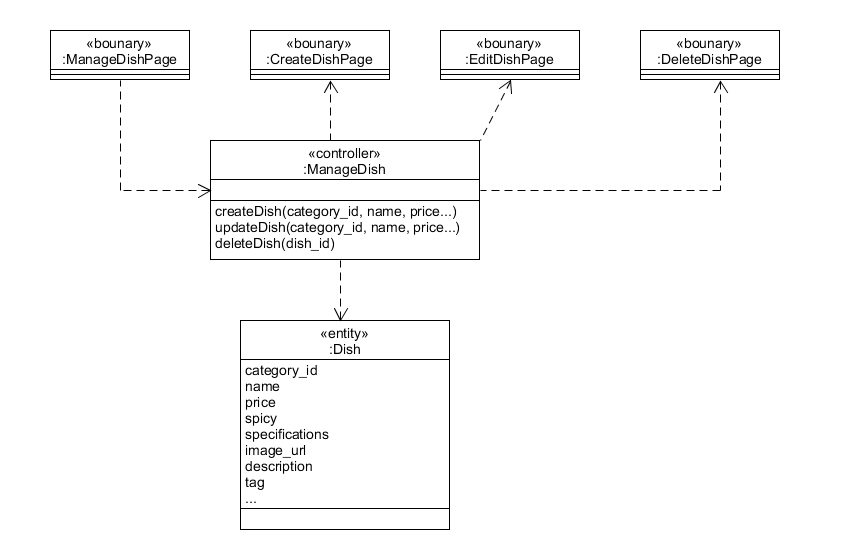 «bounary»
:ManageDishPage
«bounary»
:CreateDishPage
«bounary»
:EditDishPage
«bounary»
:DeleteDishPage
«controller»
:ManageDish
createDish(category_id, name, price...)
updateDish(category_id, name, price...)
deleteDish(dish_id)
«entity»
:Dish
category_id
name
price
spicy
specifications
image_url
description
tag
...